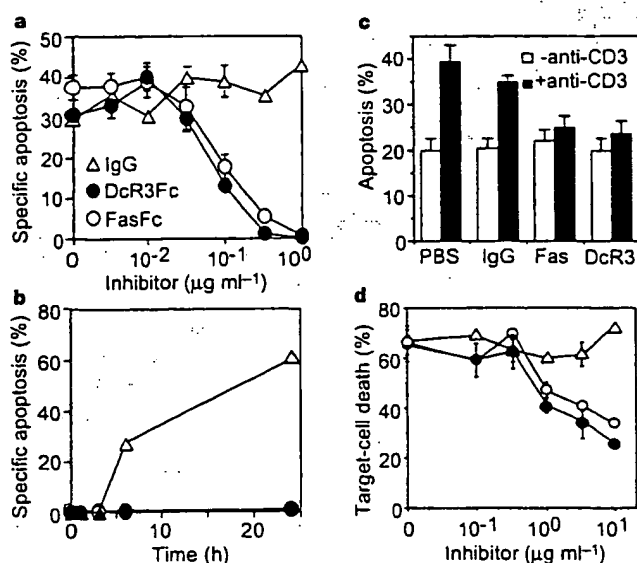 a
Specific apoptosis (%)
50
40
30
20
10
0
△ IgG
● DcR3Fc
○ FasFc
0 10-2 10-1 100
Inhibitor (µg ml–1)
b
Specific apoptosis (%)
80
60
40
20
0
0 10 20
Time (h)
c
Apoptosis (%)
50
40
30
20
10
0
-anti-CD3
+anti-CD3
PBS IgG Fas DcR3
d
Target-cell death (%)
80
60
40
20
0
0 10-1 100 101
Inhibitor (µg ml–1)